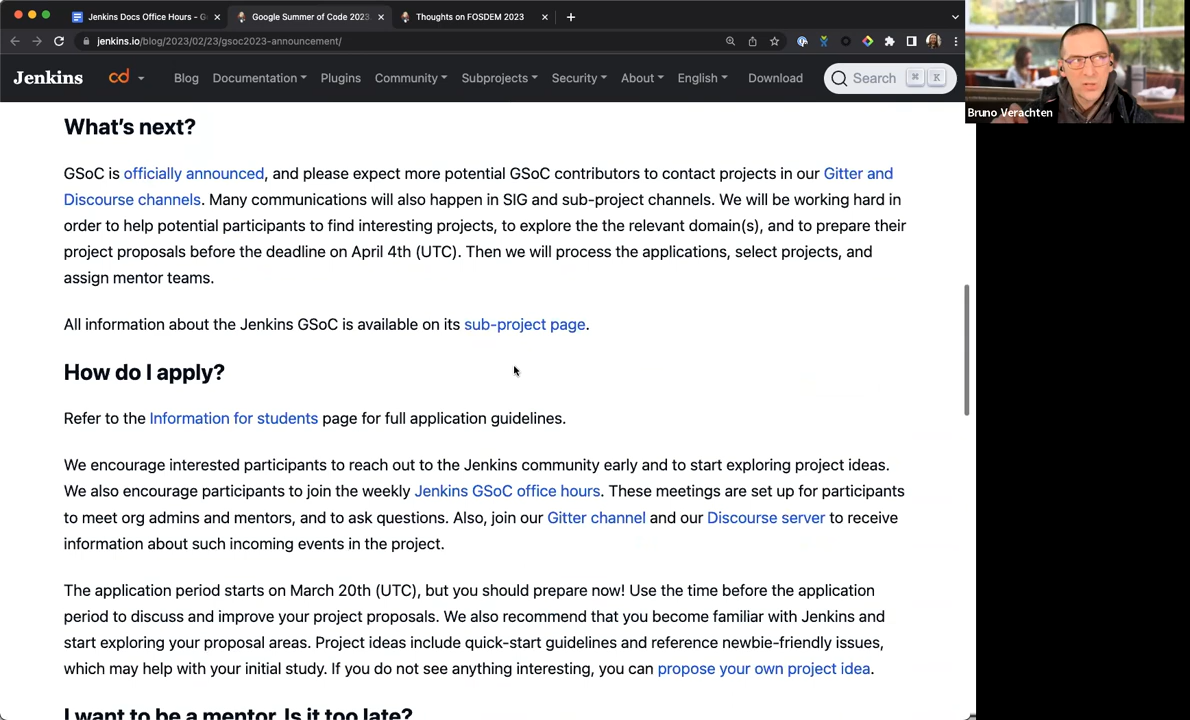 Jenkins Docs Office Hours - G
Google Summer of Code 2023
Thoughts on FOSDEM 2023
jenkins.io/blog/2023/02/23/gsoc2023-announcement/
Jenkins
cd
Blog
Documentation
Plugins
Community
Subprojects
Security
About
English
Download
Search
⌘
K
Bruno Verachten
What's next?
GSoC is officially announced, and please expect more potential GSoC contributors to contact projects in our Gitter and
Discourse channels. Many communications will also happen in SIG and sub-project channels. We will be working hard in
order to help potential participants to find interesting projects, to explore the the relevant domain(s), and to prepare their
project proposals before the deadline on April 4th (UTC). Then we will process the applications, select projects, and
assign mentor teams.
All information about the Jenkins GSoC is available on its sub-project page.
How do I apply?
Refer to the Information for students page for full application guidelines.
We encourage interested participants to reach out to the Jenkins community early and to start exploring project ideas.
We also encourage participants to join the weekly Jenkins GSoC office hours. These meetings are set up for participants
to meet org admins and mentors, and to ask questions. Also, join our Gitter channel and our Discourse server to receive
information about such incoming events in the project.
The application period starts on March 20th (UTC), but you should prepare now! Use the time before the application
period to discuss and improve your project proposals. We also recommend that you become familiar with Jenkins and
start exploring your proposal areas. Project ideas include quick-start guidelines and reference newbie-friendly issues,
which may help with your initial study. If you do not see anything interesting, you can propose your own project idea.
I want to be a mentor. Is it too late?